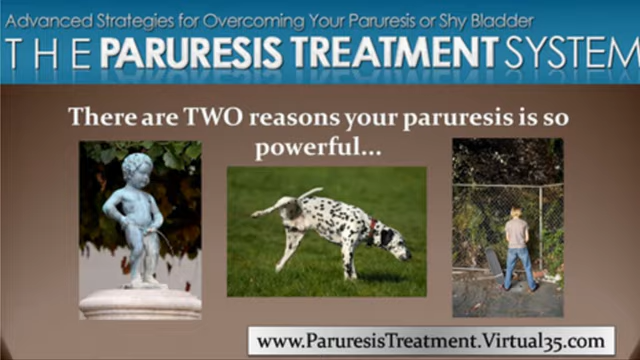 Advanced Strategies for Overcoming Your Paruresis or Shy Bladder
THE PARURESIS TREATMENT SYSTEM
There are TWO reasons your paruresis is so
powerful...
www.ParuresisTreatment.Virtual35.com